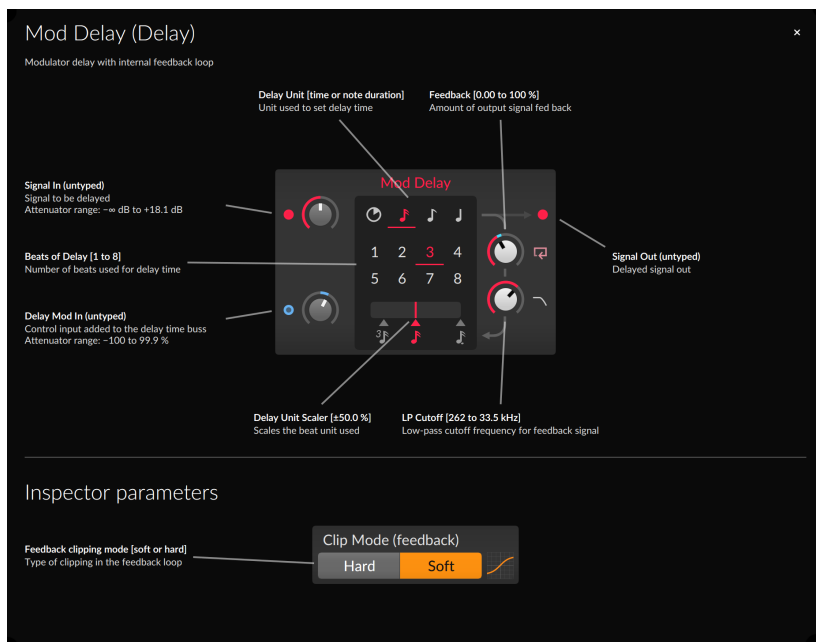 Mod Delay (Delay)
×
Modulator delay with internal feedback loop
Delay Unit [time or note duration]
Unit used to set delay time
Feedback [0.00 to 100 %]
Amount of output signal fed back
Signal In (untyped)
Signal to be delayed
Attenuator range: −∞ dB to +18.1 dB
Mod Delay
Beats of Delay [1 to 8]
Number of beats used for delay time
1 2 3 4
5 6 7 8
Signal Out (untyped)
Delayed signal out
Delay Mod In (untyped)
Control input added to the delay time buss
Attenuator range: −100 to 99.9 %
3
Delay Unit Scaler [±50.0 %]
Scales the beat unit used
LP Cutoff [262 to 33.5 kHz]
Low-pass cutoff frequency for feedback signal
Inspector parameters
Feedback clipping mode [soft or hard]
Type of clipping in the feedback loop
Clip Mode (feedback)
Hard Soft